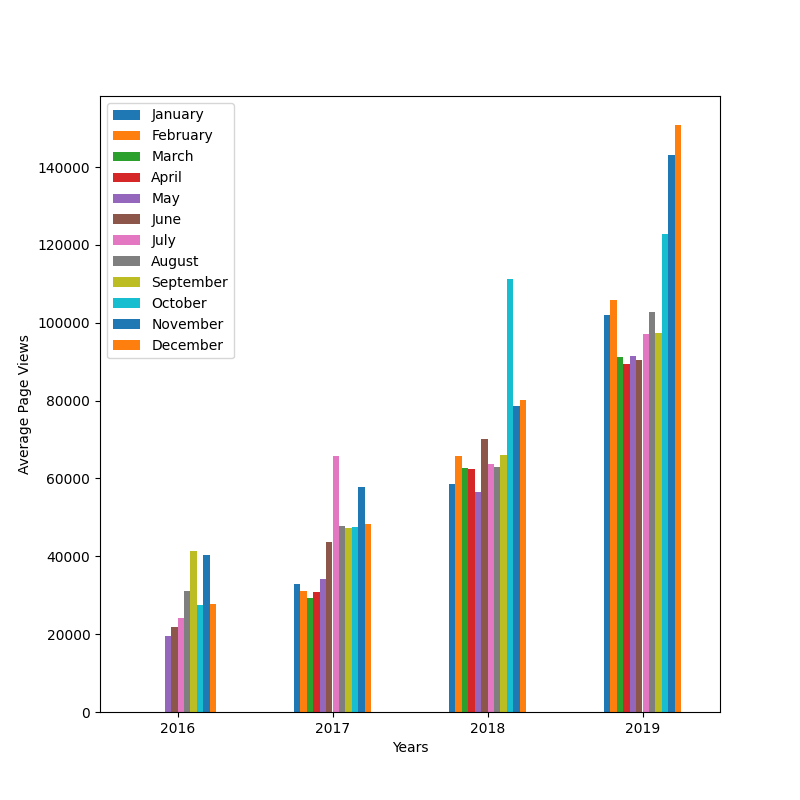 January
February
March
April
May
June
July
August
September
October
November
December
140000
120000
100000
80000
60000
40000
20000
0
Average Page Views
2016 2017 2018 2019
Years